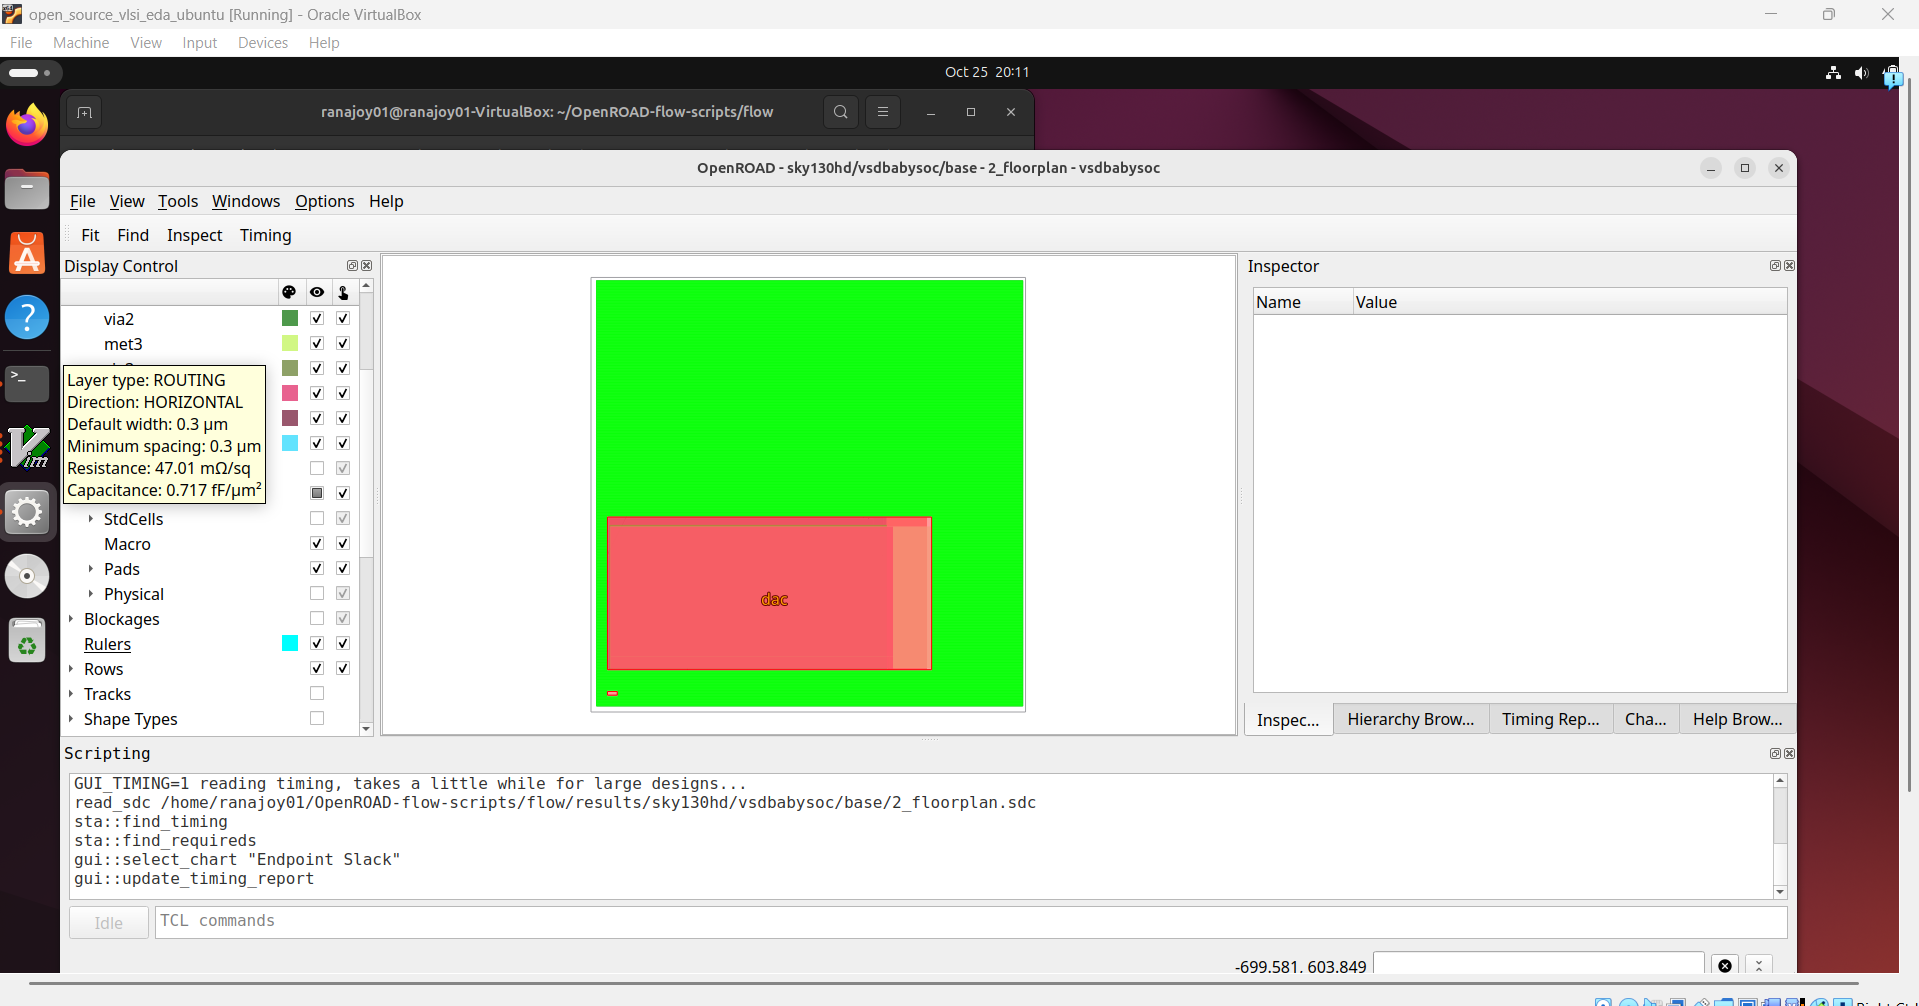 open_source_vlsi_eda_ubuntu [Running] - Oracle VirtualBox
File Machine View Input Devices Help
Oct 25 20:11
ranajoy01@ranajoy01-VirtualBox: ~/OpenROAD-flow-scripts/flow
OpenROAD - sky130hd/vsdbabysoc/base - 2_floorplan - vsdbabysoc
File View Tools Windows Options Help
Fit Find Inspect Timing
Display Control
via2
met3
Layer type: ROUTING
Direction: HORIZONTAL
Default width: 0.3 μm
Minimum spacing: 0.3 μm
Resistance: 47.01 mΩ/sq
Capacitance: 0.717 fF/μm²
StdCells
Macro
Pads
Physical
Blockages
Rulers
Rows
Tracks
Shape Types
dac
Inspector
Name Value
Inspec... Hierarchy Brow... Timing Rep... Cha... Help Brow...
Scripting
GUI_TIMING=1 reading timing, takes a little while for large designs...
read_sdc /home/ranajoy01/OpenROAD-flow-scripts/flow/results/sky130hd/vsdbabysoc/base/2_floorplan.sdc
sta::find_timing
sta::find_requireds
gui::select_chart "Endpoint Slack"
gui::update_timing_report
Idle TCL commands
-699.581, 603.849